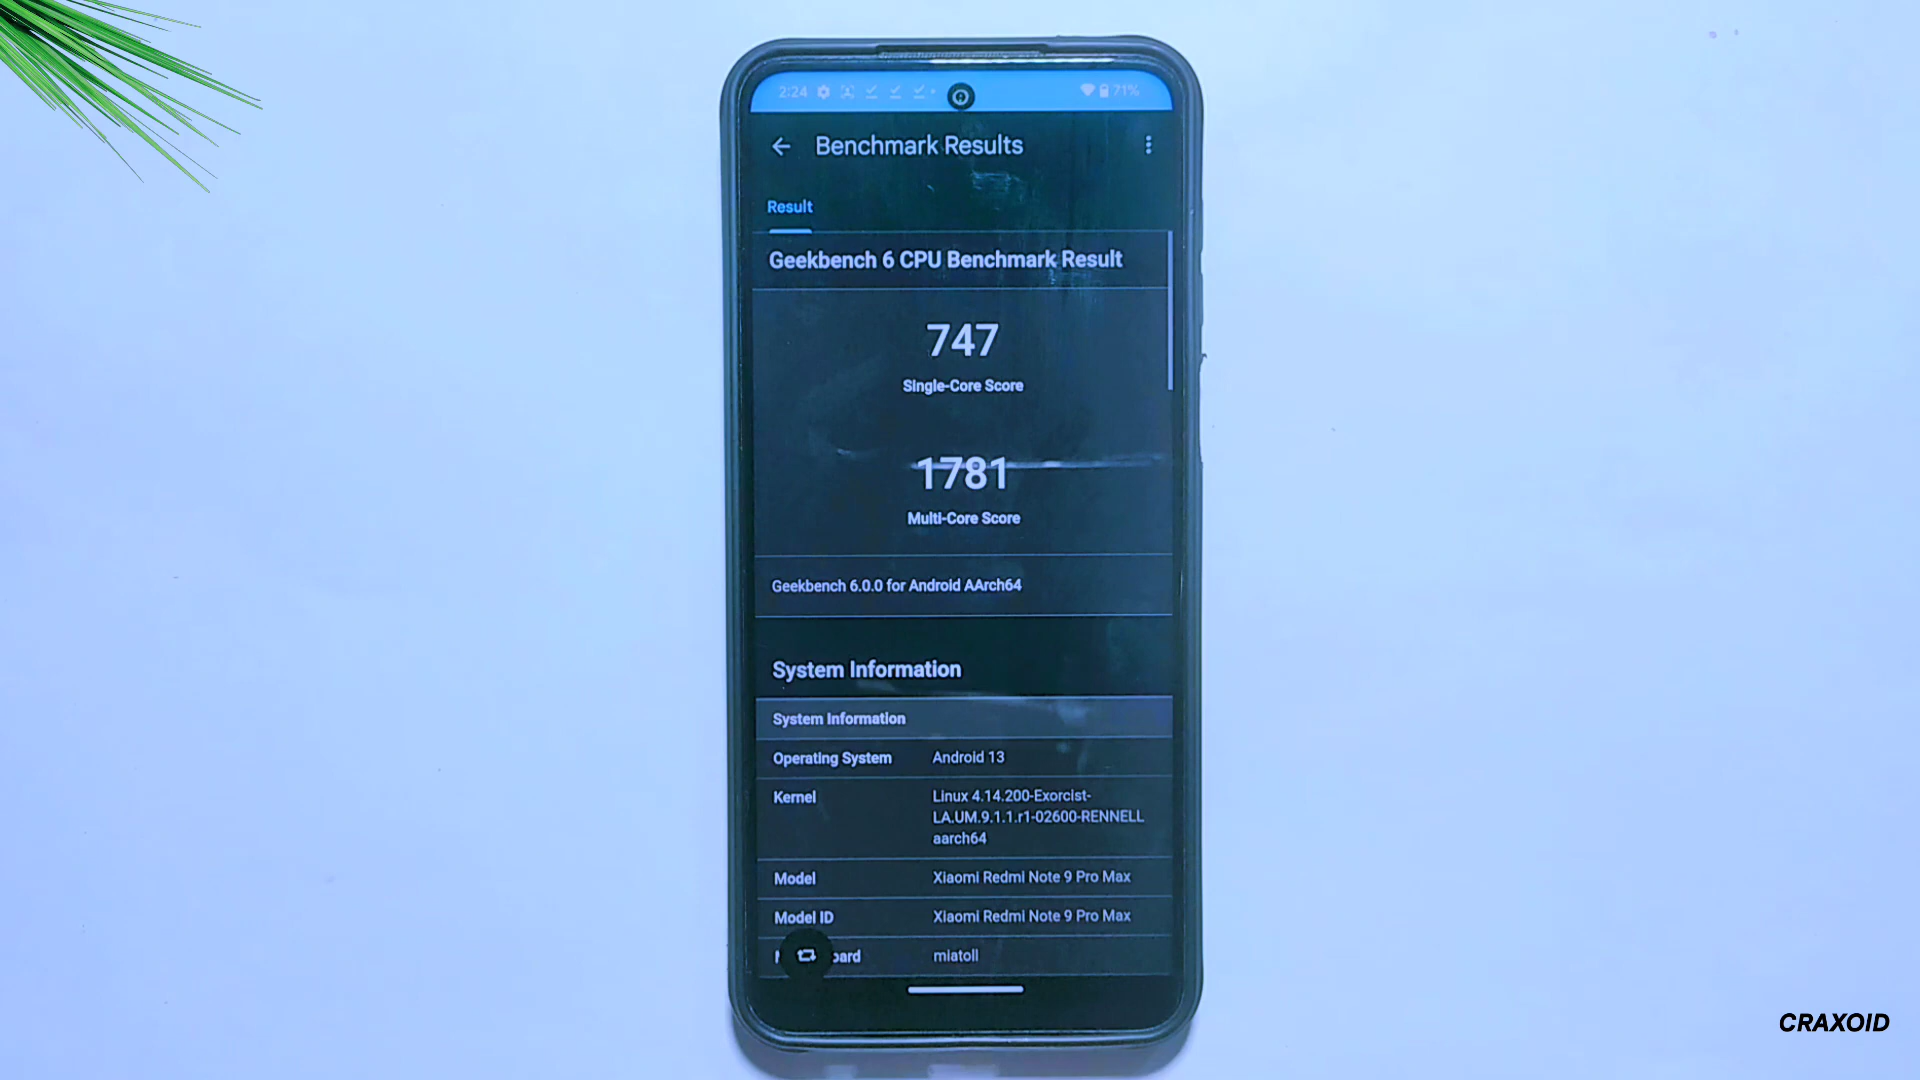 2:24
71%
Benchmark Results
Result
Geekbench 6 CPU Benchmark Result
747
Single-Core Score
1781
Multi-Core Score
Geekbench 6.0.0 for Android AArch64
System Information
System Information
Operating System Android 13
Kernel Linux 4.14.200-Exorcist-
LA.UM.9.1.1.r1-02600-RENNELL
aarch64
Model Xiaomi Redmi Note 9 Pro Max
Model ID Xiaomi Redmi Note 9 Pro Max
miatoll
CRAXOID